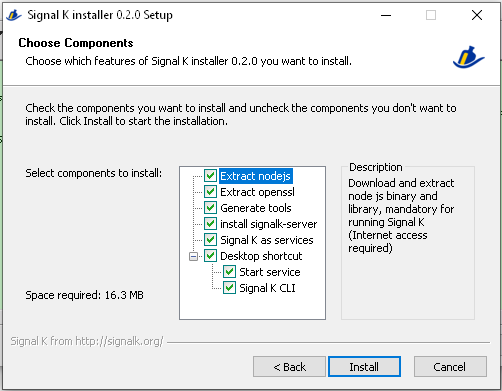 Signal K installer 0.2.0 Setup
Choose Components
Choose which features of Signal K installer 0.2.0 you want to install.
Check the components you want to install and uncheck the components you don't want to
install. Click Install to start the installation.
Select components to install:
Extract nodejs
Extract openssl
Generate tools
install signalk-server
Signal K as services
Desktop shortcut
Start service
Signal K CLI
Space required: 16.3 MB
Description
Download and extract
node js binary and
library, mandatory for
running Signal K
(Internet access
required)
Signal K from http://signalk.org/
< Back
Install
Cancel